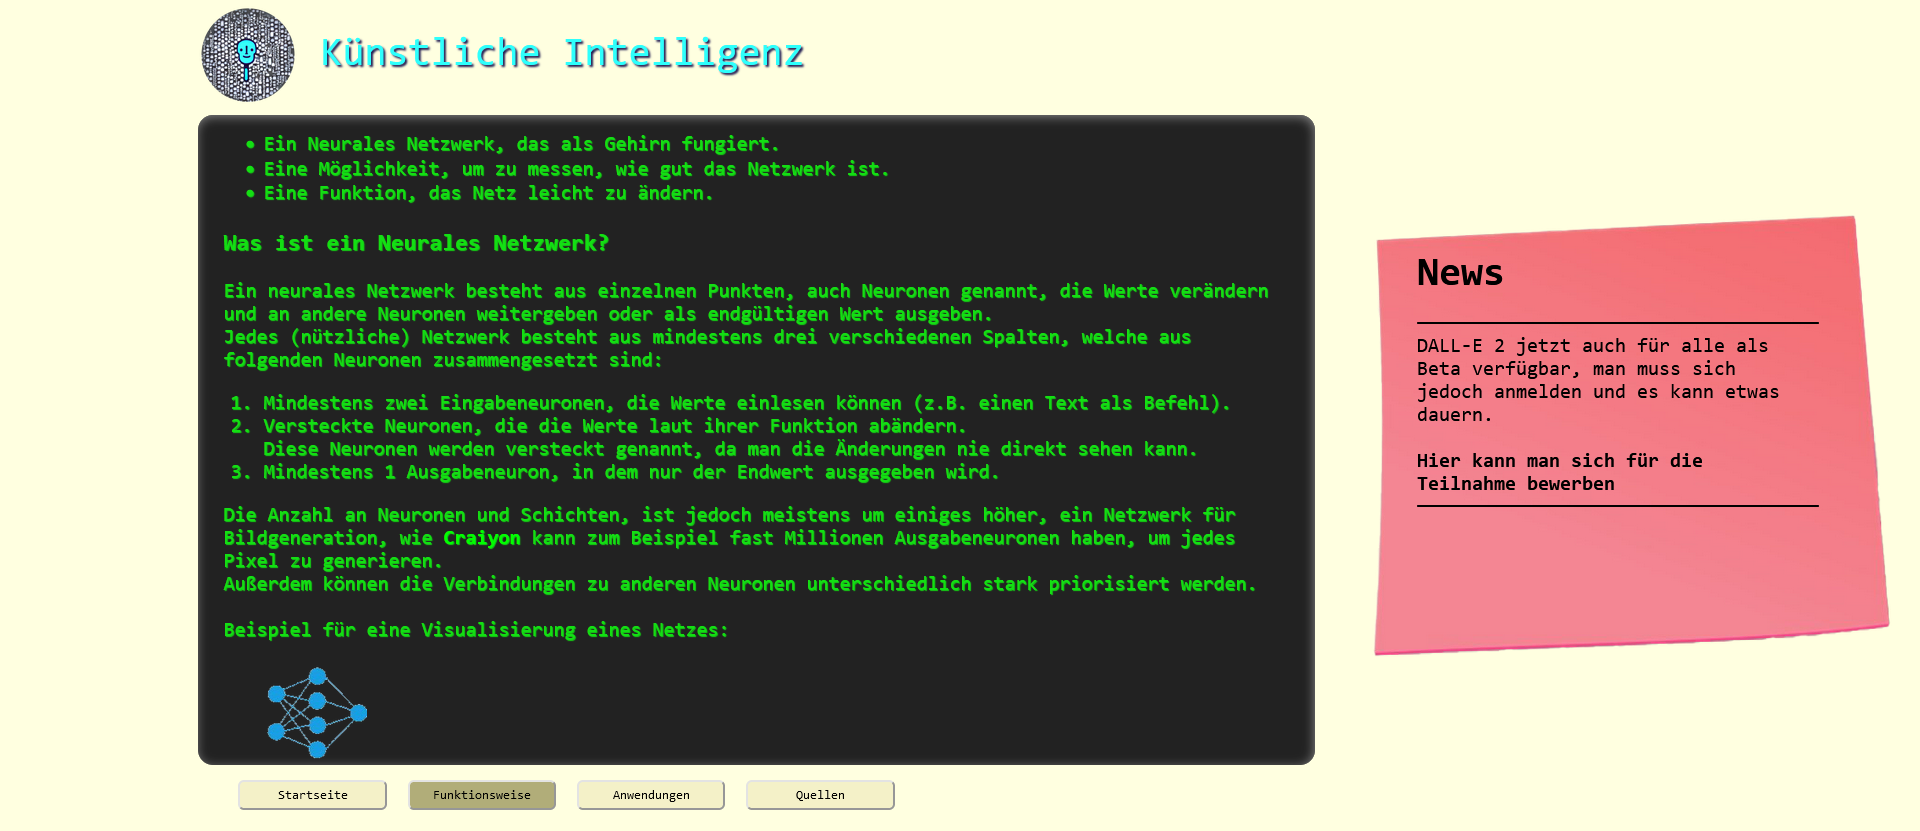 Künstliche Intelligenz
• Ein Neurales Netzwerk, das als Gehirn fungiert.
• Eine Möglichkeit, um zu messen, wie gut das Netzwerk ist.
• Eine Funktion, das Netz leicht zu ändern.
Was ist ein Neurales Netzwerk?
Ein neurales Netzwerk besteht aus einzelnen Punkten, auch Neuronen genannt, die Werte verändern
und an andere Neuronen weitergeben oder als endgültigen Wert ausgeben.
Jedes (nützliche) Netzwerk besteht aus mindestens drei verschiedenen Spalten, welche aus
folgenden Neuronen zusammengesetzt sind:
1. Mindestens zwei Eingabeneuronen, die Werte einlesen können (z.B. einen Text als Befehl).
2. Versteckte Neuronen, die die Werte laut ihrer Funktion abändern.
Diese Neuronen werden versteckt genannt, da man die Änderungen nie direkt sehen kann.
3. Mindestens 1 Ausgabeneuron, in dem nur der Endwert ausgegeben wird.
Die Anzahl an Neuronen und Schichten, ist jedoch meistens um einiges höher, ein Netzwerk für
Bildgeneration, wie Craiyon kann zum Beispiel fast Millionen Ausgabeneuronen haben, um jedes
Pixel zu generieren.
Außerdem können die Verbindungen zu anderen Neuronen unterschiedlich stark priorisiert werden.
Beispiel für eine Visualisierung eines Netzes:
News
DALL-E 2 jetzt auch für alle als
Beta verfügbar, man muss sich
jedoch anmelden und es kann etwas
dauern.
Hier kann man sich für die
Teilnahme bewerben
Startseite
Funktionsweise
Anwendungen
Quellen